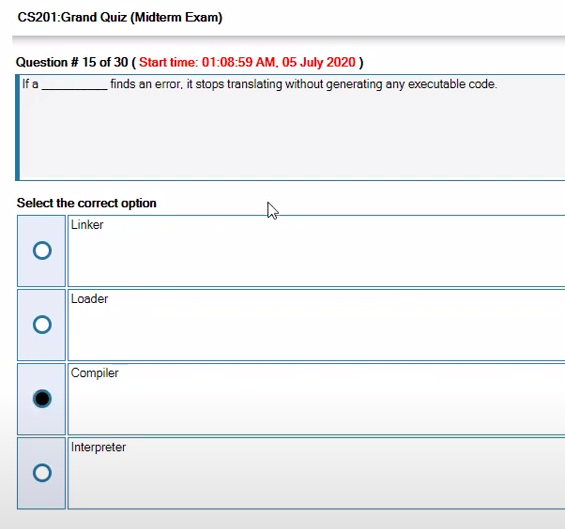 CS201:Grand Quiz (Midterm Exam)
Question # 15 of 30 ( Start time: 01:08:59 AM, 05 July 2020 )
If a __________ finds an error, it stops translating without generating any executable code.
Select the correct option
Linker
Loader
Compiler
Interpreter